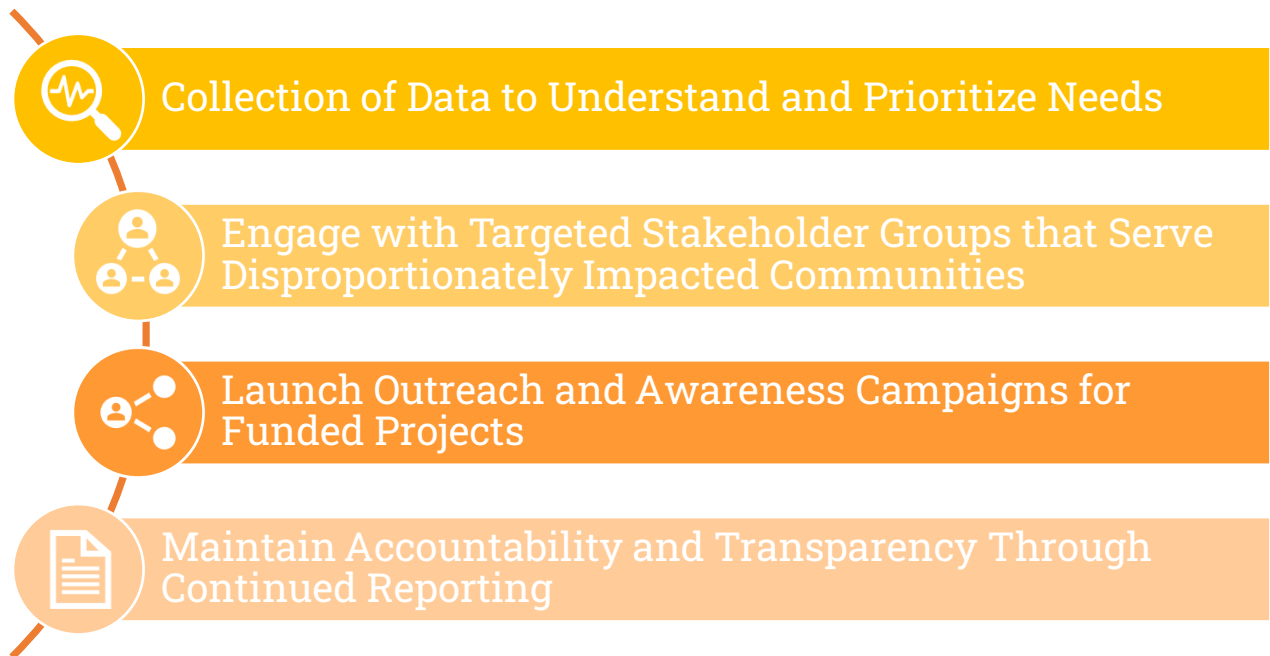 Collection of Data to Understand and Prioritize Needs
Engage with Targeted Stakeholder Groups that Serve
Disproportionately Impacted Communities
Launch Outreach and Awareness Campaigns for
Funded Projects
Maintain Accountability and Transparency Through
Continued Reporting